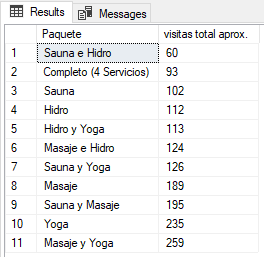 Results Messages
Paquete visitas total aprox.
1 Sauna e Hidro 60
2 Completo (4 Servicios) 93
3 Sauna 102
4 Hidro 112
5 Hidro y Yoga 113
6 Masaje e Hidro 124
7 Sauna y Yoga 126
8 Masaje 189
9 Sauna y Masaje 195
10 Yoga 235
11 Masaje y Yoga 259